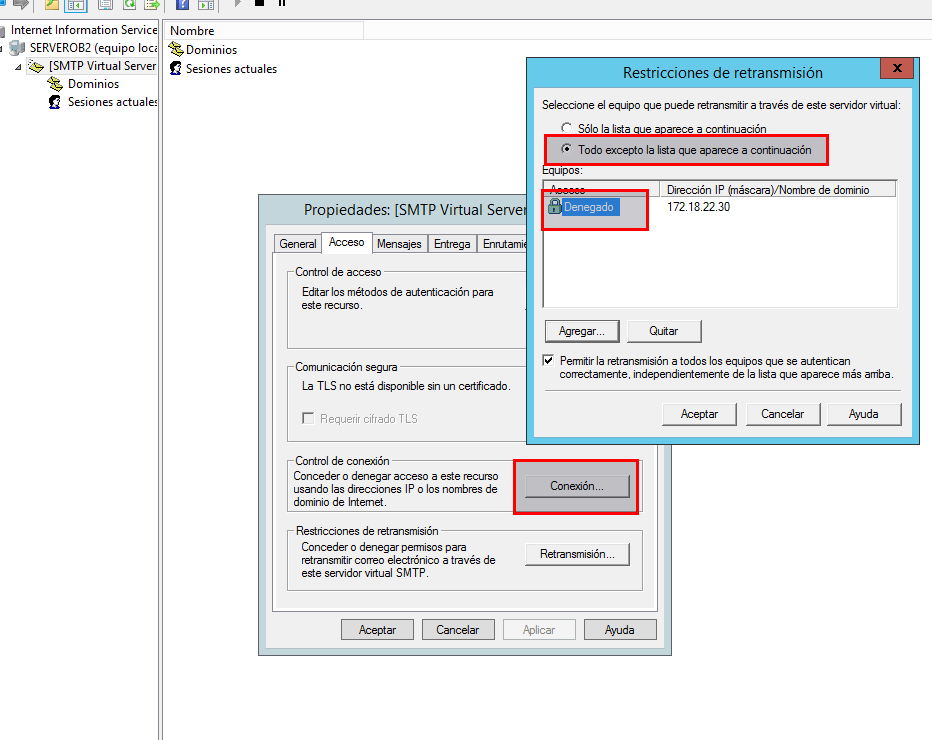 Internet Information Service
SERVEROB2 (equipo loca
[SMTP Virtual Server
Dominios
Sesiones actuales
Nombre
Dominios
Sesiones actuales
Propiedades: [SMTP Virtual Server
General
Acceso
Mensajes
Entrega
Enrutamie
Control de acceso
Editar los métodos de autenticación para
este recurso.
Comunicación segura
La TLS no está disponible sin un certificado.
Requerir cifrado TLS
Control de conexión
Conceder o denegar acceso a este recurso
usando las direcciones IP o los nombres de
dominio de Internet.
Conexión...
Restricciones de retransmisión
Conceder o denegar permisos para
retransmitir correo electrónico a través de
este servidor virtual SMTP.
Retransmisión...
Aceptar
Cancelar
Aplicar
Ayuda
Restricciones de retransmisión
x
Seleccione el equipo que puede retransmitir a través de este servidor virtual:
Sólo la lista que aparece a continuación
Todo excepto la lista que aparece a continuación
Equipos:
Acceso
Dirección IP (máscara)/Nombre de dominio
Denegado
172.18.22.30
Agregar...
Quitar
Permitir la retransmisión a todos los equipos que se autentican
correctamente, independientemente de la lista que aparece más arriba.
Aceptar
Cancelar
Ayuda